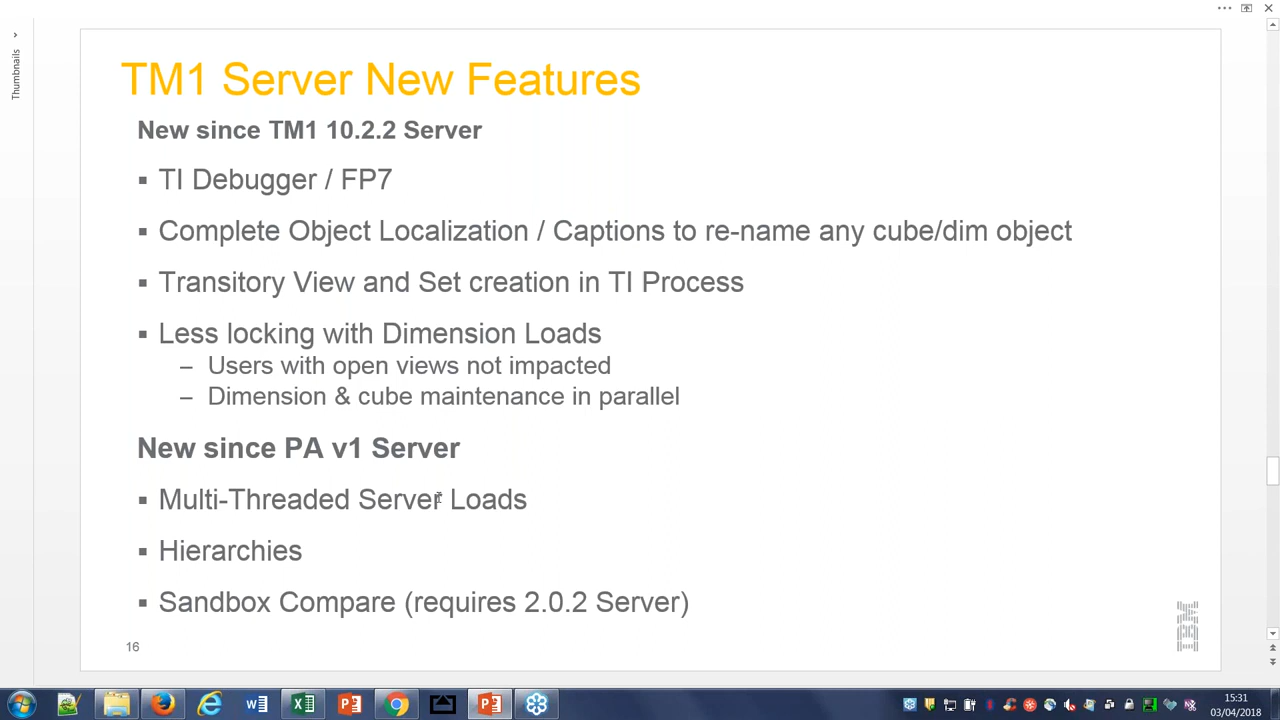 Thumbnails
TM1 Server New Features
New since TM1 10.2.2 Server
▪ TI Debugger / FP7
▪ Complete Object Localization / Captions to re-name any cube/dim object
▪ Transitory View and Set creation in TI Process
▪ Less locking with Dimension Loads
– Users with open views not impacted
– Dimension & cube maintenance in parallel
New since PA v1 Server
▪ Multi-Threaded Server Loads
▪ Hierarchies
▪ Sandbox Compare (requires 2.0.2 Server)
16
IBM
15:31
03/04/2018